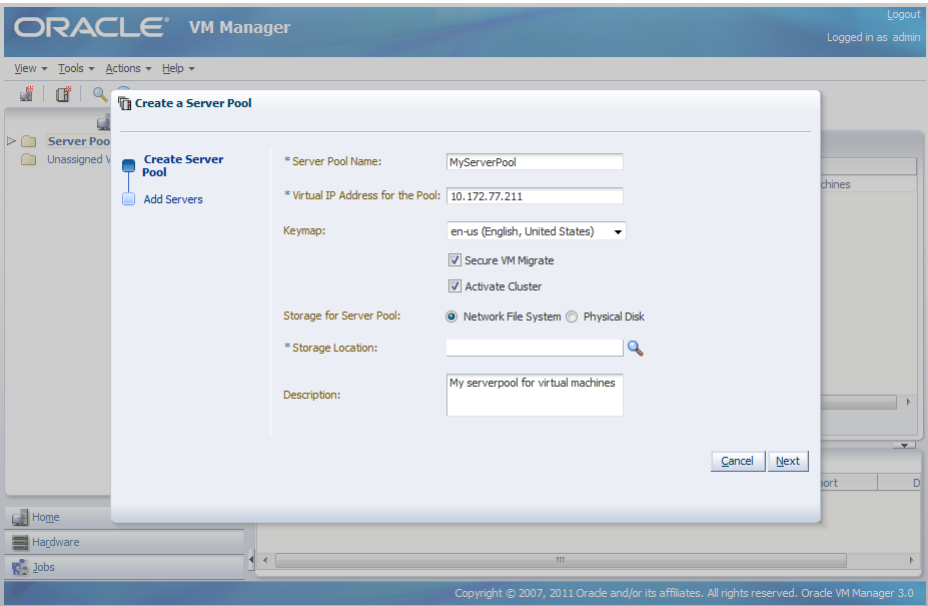 Logout
ORACLE® VM Manager
Logged in as admin
View Tools Actions Help
Create a Server Pool
Server Poo
Unassigned V
Create Server
Pool
Add Servers
* Server Pool Name: MyServerPool
* Virtual IP Address for the Pool: 10.172.77.211
Keymap: en-us (English, United States)
Secure VM Migrate
Activate Cluster
Storage for Server Pool: Network File System Physical Disk
* Storage Location:
Description: My serverpool for virtual machines
chines
Cancel Next
port D
Home
Hardware
Jobs
Copyright © 2007, 2011 Oracle and/or its affiliates. All rights reserved. Oracle VM Manager 3.0